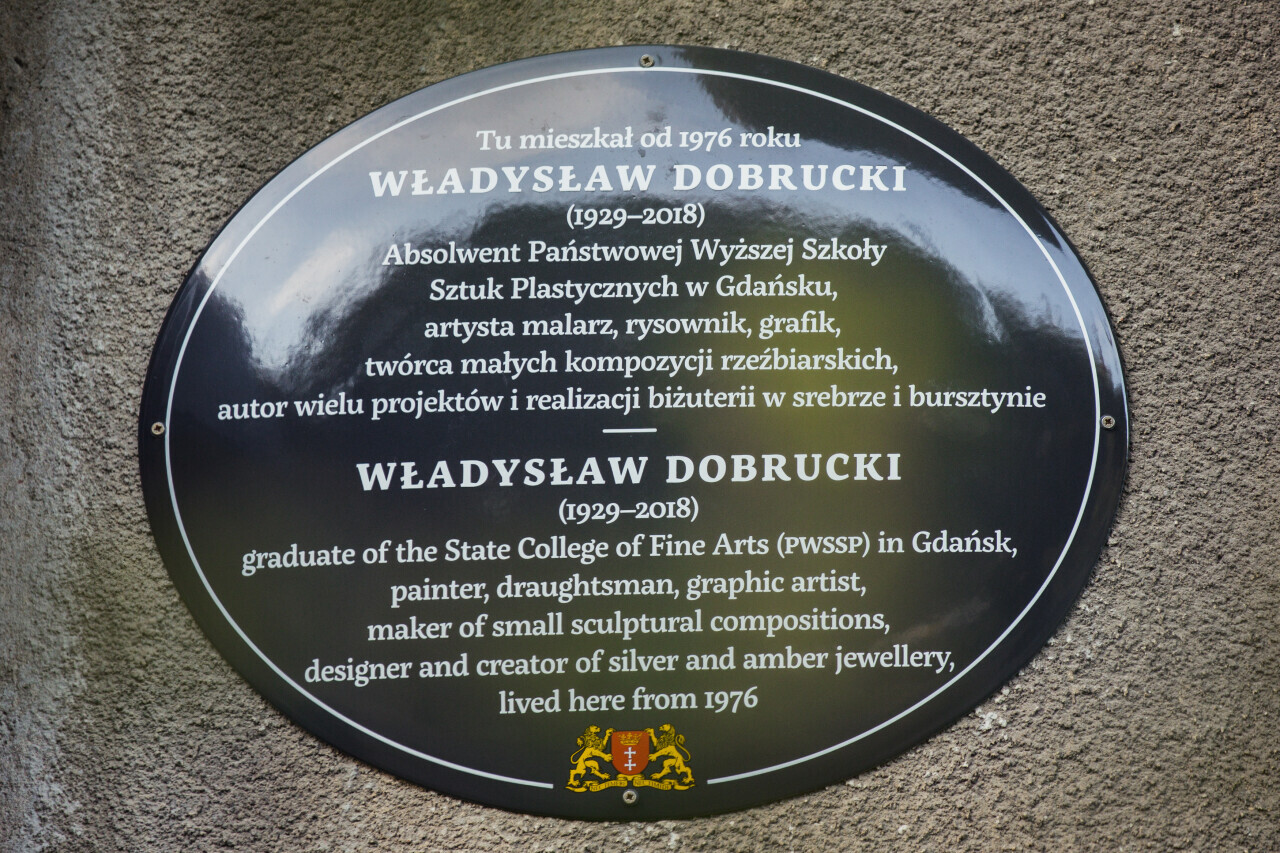 Tu mieszkał od 1976 roku
WŁADYSŁAW DOBRUCKI
(1929–2018)
Absolwent Państwowej Wyższej Szkoły
Sztuk Plastycznych w Gdańsku,
artysta malarz, rysownik, grafik,
twórca małych kompozycji rzeźbiarskich,
autor wielu projektów i realizacji biżuterii w srebrze i bursztynie
WŁADYSŁAW DOBRUCKI
(1929–2018)
graduate of the State College of Fine Arts (PWSSP) in Gdańsk,
painter, draughtsman, graphic artist,
maker of small sculptural compositions,
designer and creator of silver and amber jewellery,
lived here from 1976